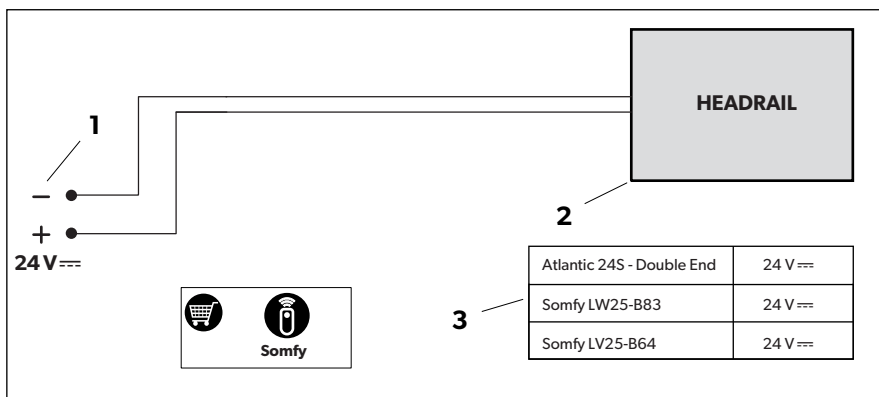 HEADRAIL
1
−
+
24 V ⎓
2
Atlantic 24S - Double End 24 V ⎓
3
Somfy LW25-B83 24 V ⎓
Somfy LV25-B64 24 V ⎓
Somfy